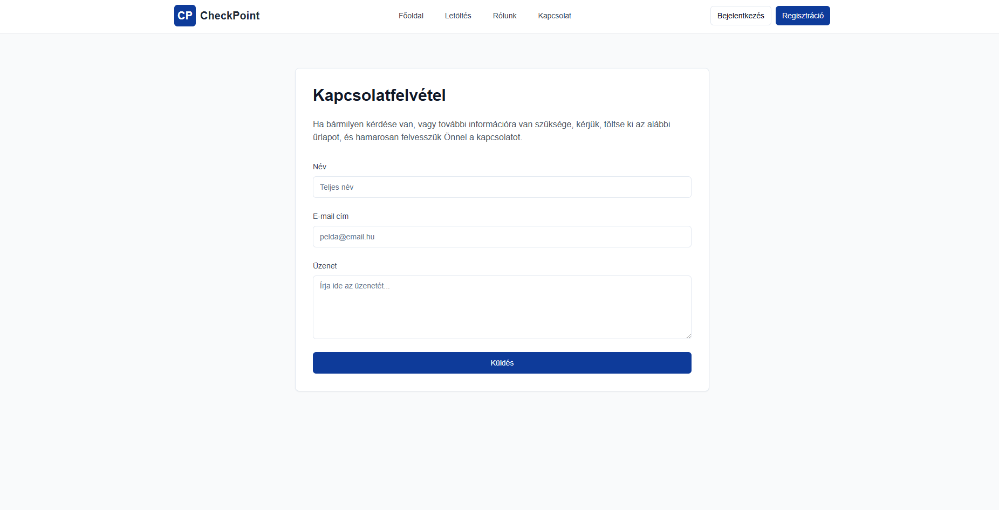 CP CheckPoint
Főoldal Letöltés Rólunk Kapcsolat
Bejelentkezés Regisztráció
Kapcsolatfelvétel
Ha bármilyen kérdése van, vagy további információra van szüksége, kérjük, töltse ki az alábbi
űrlapot, és hamarosan felvesszük Önnel a kapcsolatot.
Név
Teljes név
E-mail cím
pelda@email.hu
Üzenet
Írja ide az üzenetét...
Küldés